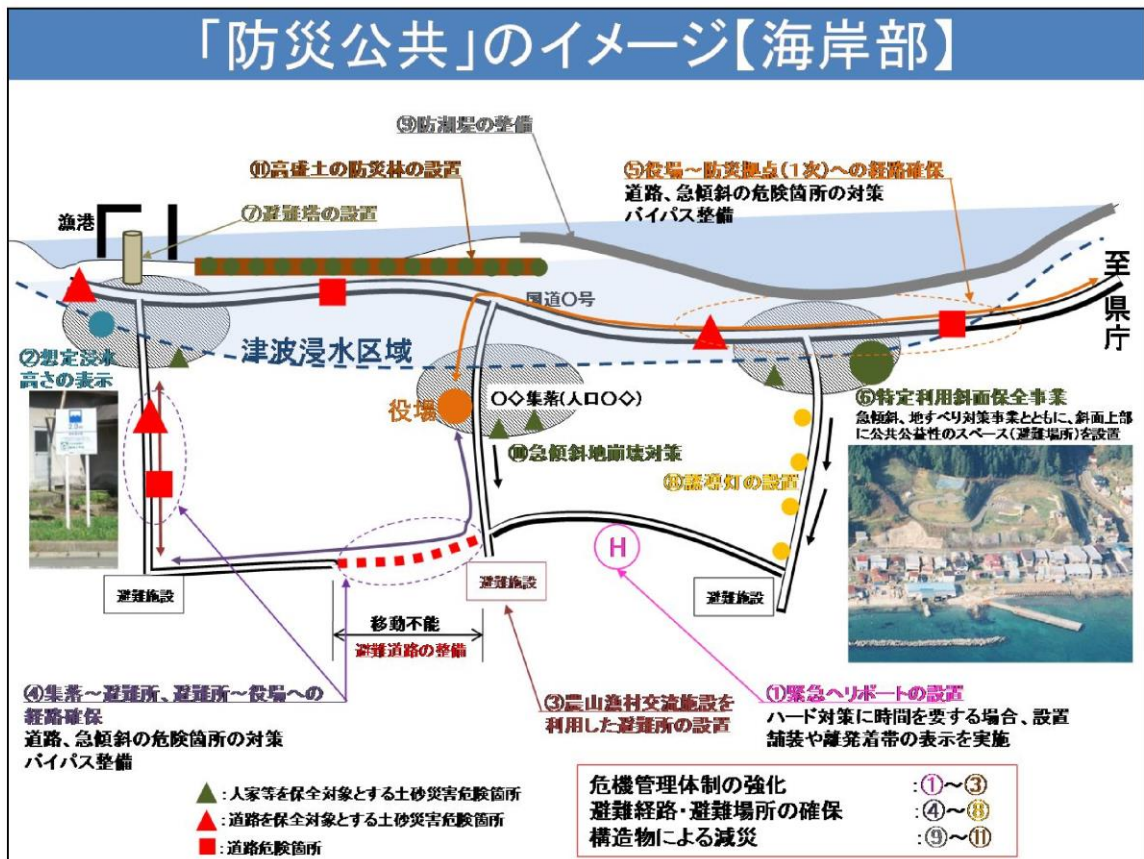 「防災公共」のイメージ【海岸部】
⑨防潮堤の整備
⑪高盛土の防災林の設置
⑤役場～防災拠点(1次)への経路確保
道路、急傾斜の危険箇所の対策
バイパス整備
⑦避難塔の設置
漁港
国道〇号
至
県庁
②想定浸水
高さの表示
津波浸水区域
役場
〇◇集落(人口〇◇)
⑩急傾斜地崩壊対策
⑥特定利用斜面保全事業
急傾斜、地すべり対策事業とともに、斜面上部
に公共公益性のスペース(避難場所)を設置
⑧誘導灯の設置
H
避難施設
避難施設
避難施設
移動不能
避難道路の整備
④集落～避難所、避難所～役場への
経路確保
道路、急傾斜の危険箇所の対策
バイパス整備
③農山漁村交流施設を
利用した避難所の設置
①緊急ヘリポートの設置
ハード対策に時間を要する場合、設置
舗装や離発着帯の表示を実施
▲:人家等を保全対象とする土砂災害危険箇所
▲:道路を保全対象とする土砂災害危険箇所
■:道路危険箇所
危機管理体制の強化 :①～③
避難経路・避難場所の確保 :④～⑧
構造物による減災 :⑨～⑪